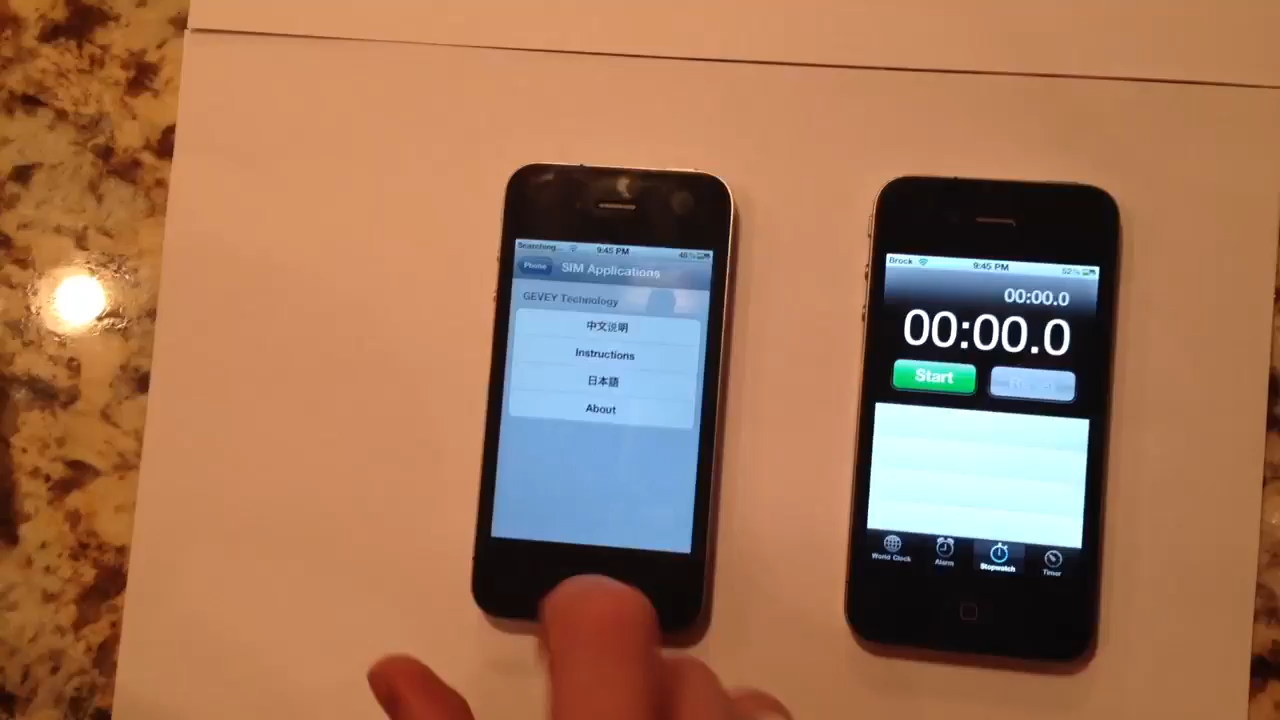 Searching... 9:45 PM 48%
Phone SIM Applications
GEVEY Technology
中文说明
Instructions
日本語
About
Brock 9:45 PM 52%
00:00.0
00:00.0
Start
World Clock Alarm Stopwatch Timer